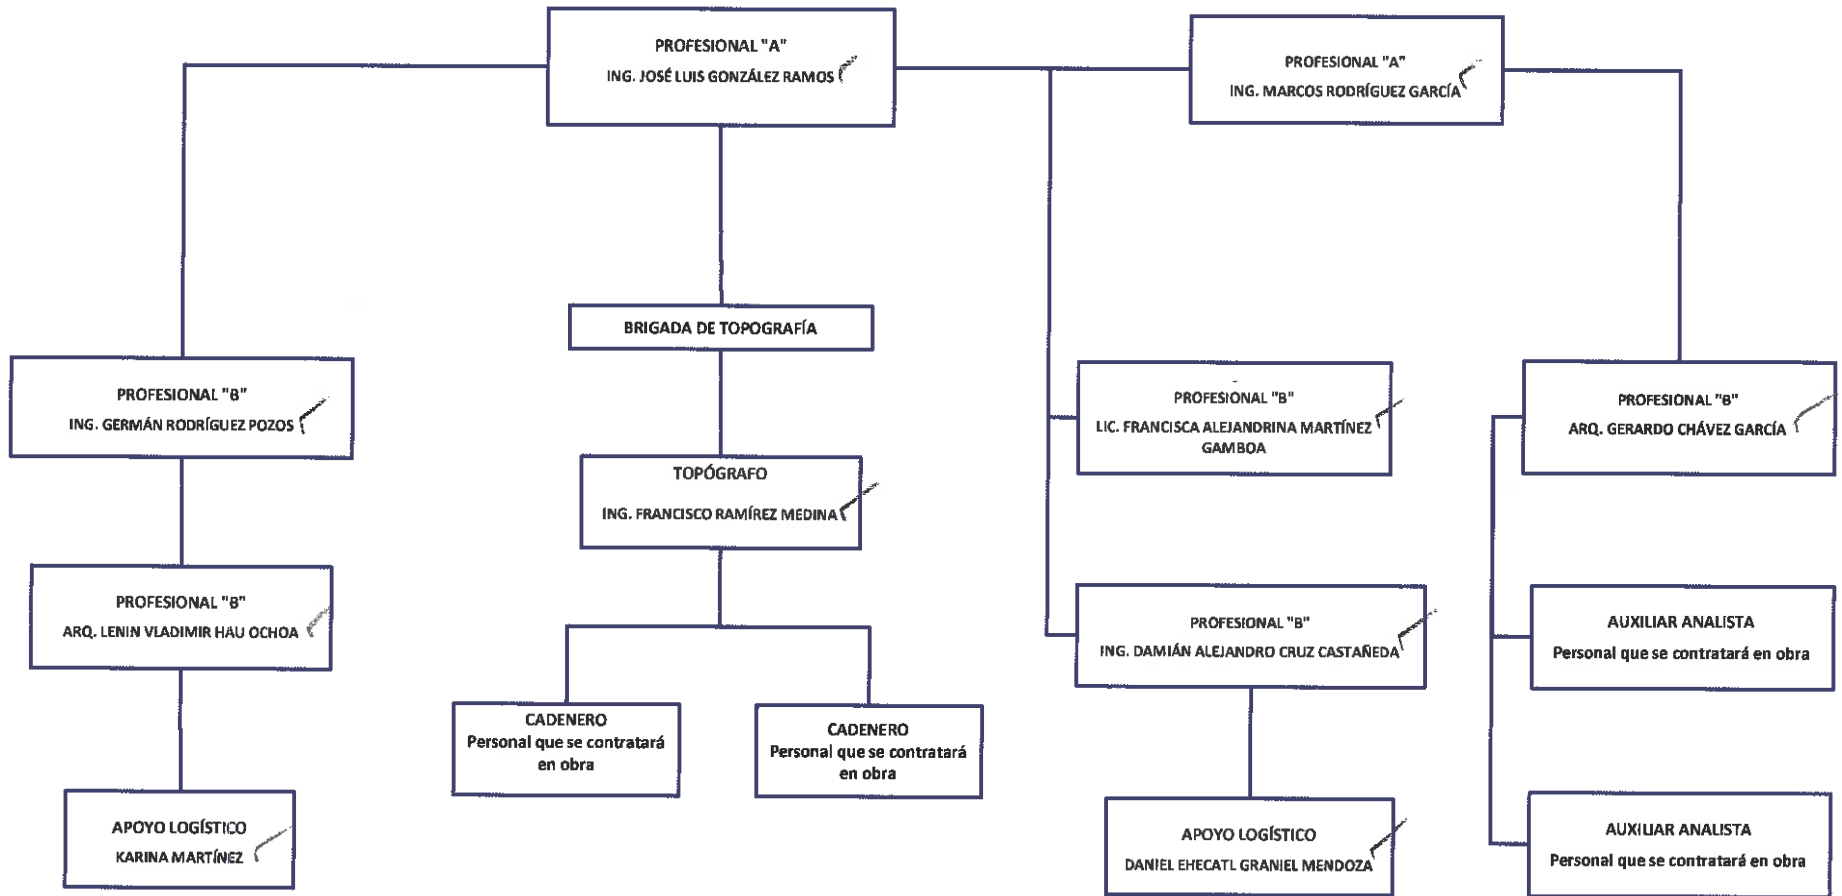 PROFESIONAL "A"
ING. JOSÉ LUIS GONZÁLEZ RAMOS
PROFESIONAL "A"
ING. MARCOS RODRÍGUEZ GARCÍA
BRIGADA DE TOPOGRAFÍA
PROFESIONAL "B"
ING. GERMÁN RODRÍGUEZ POZOS
PROFESIONAL "B"
LIC. FRANCISCA ALEJANDRINA MARTÍNEZ
GAMBOA
PROFESIONAL "B"
ARQ. GERARDO CHÁVEZ GARCÍA
TOPÓGRAFO
ING. FRANCISCO RAMÍREZ MEDINA
PROFESIONAL "B"
ARQ. LENIN VLADIMIR HAU OCHOA
PROFESIONAL "B"
ING. DAMIÁN ALEJANDRO CRUZ CASTAÑEDA
AUXILIAR ANALISTA
Personal que se contratará en obra
CADENERO
Personal que se contratará
en obra
CADENERO
Personal que se contratará
en obra
APOYO LOGÍSTICO
KARINA MARTÍNEZ
APOYO LOGÍSTICO
DANIEL EHECATL GRANIEL MENDOZA
AUXILIAR ANALISTA
Personal que se contratará en obra